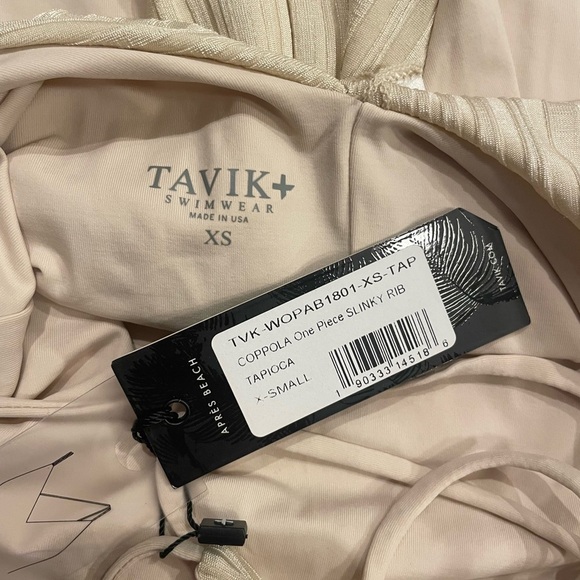 TAVIK+
SWIMWEAR
MADE IN USA
XS
TVK-WOPAB1801-XS-TAP
COPPOLA One Piece SLINKY RIB
TAPIOCA
X-SMALL
1 90333 14518 6
APRÈS BEACH
TAVIK.COM